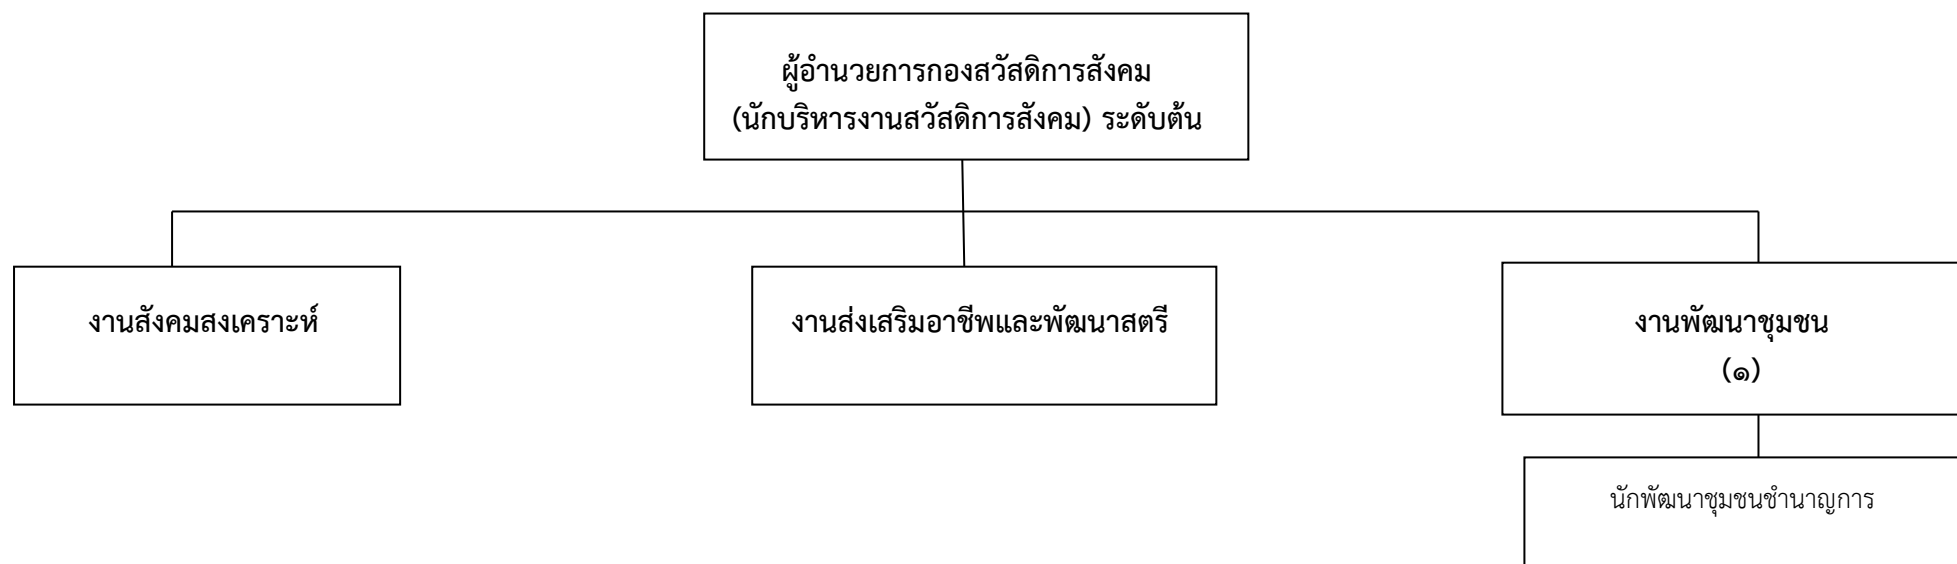 ผู้อำนวยการกองสวัสดิการสังคม
(นักบริหารงานสวัสดิการสังคม) ระดับต้น
งานสังคมสงเคราะห์
งานส่งเสริมอาชีพและพัฒนาสตรี
งานพัฒนาชุมชน
(๑)
นักพัฒนาชุมชนชำนาญการ